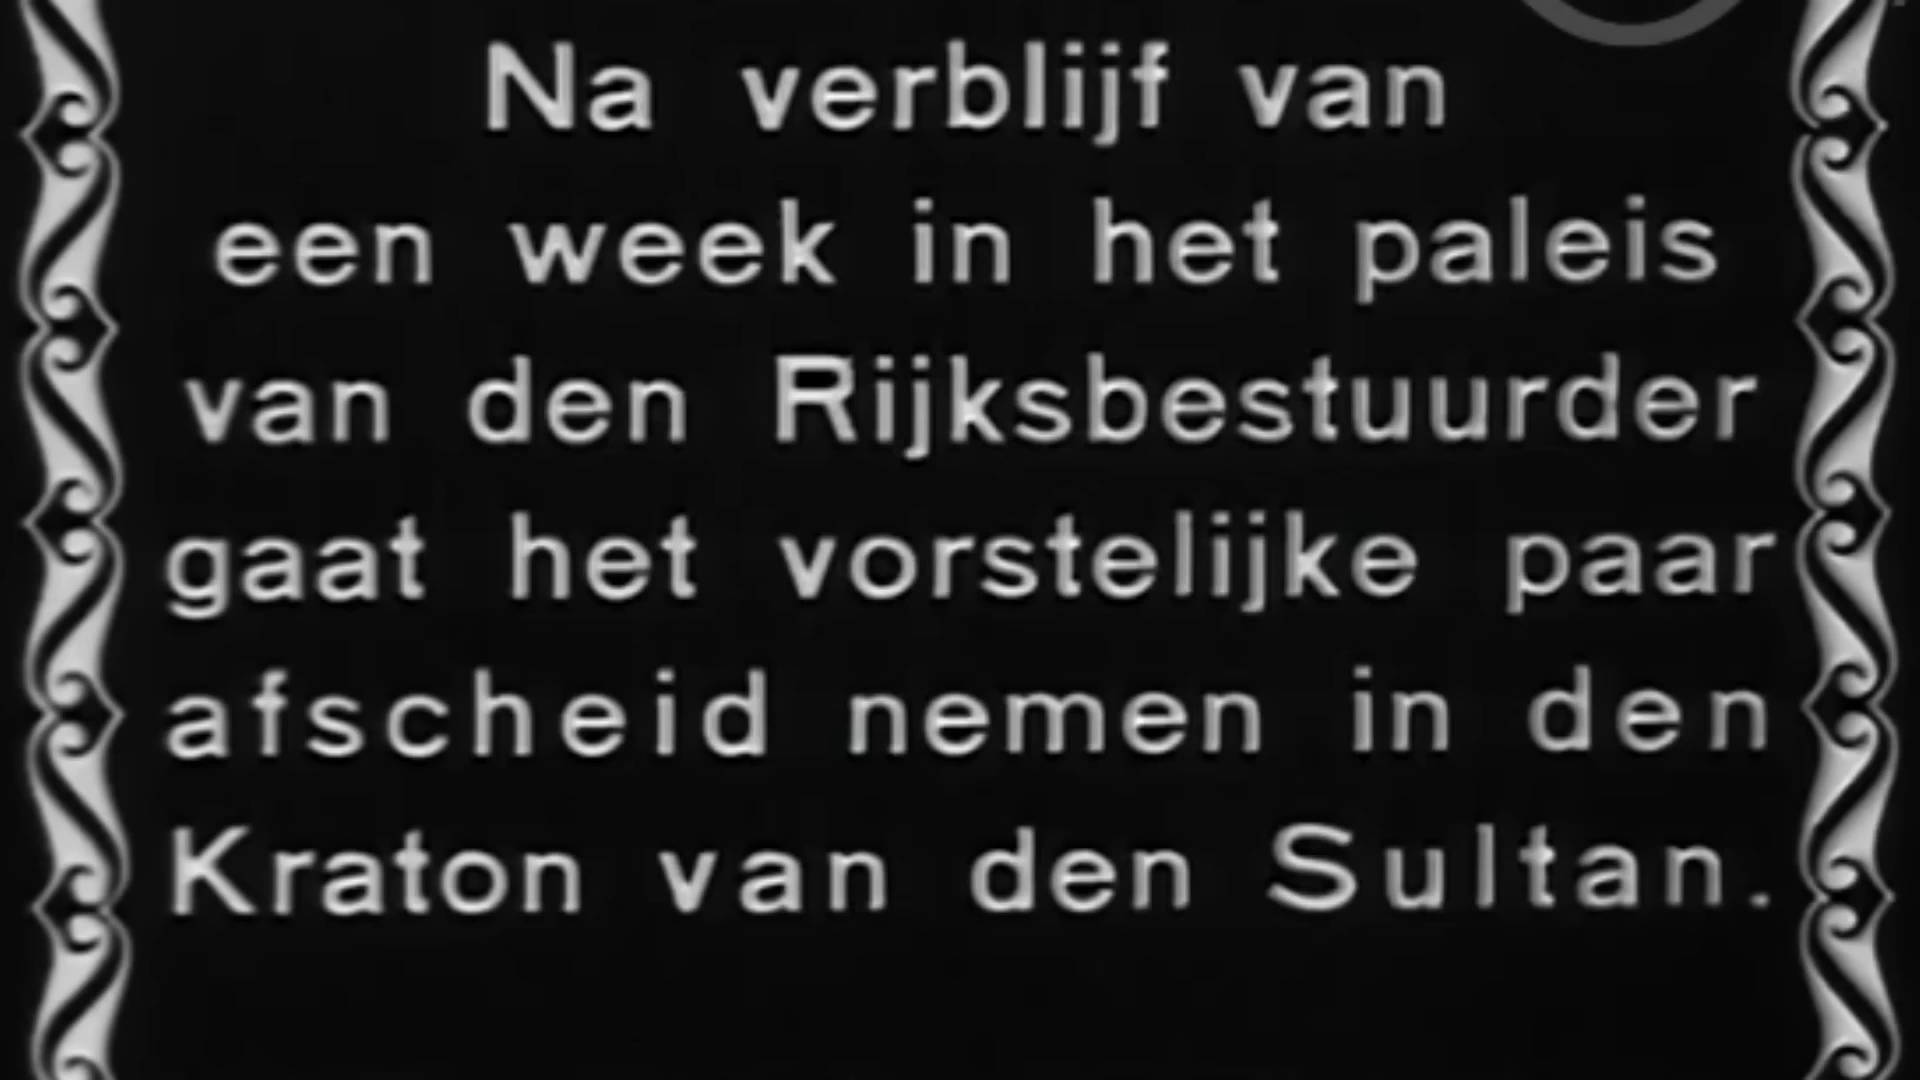 Na verblijf van
een week in het paleis
van den Rijksbestuurder
gaat het vorstelijke paar
afscheid nemen in den
Kraton van den Sultan.